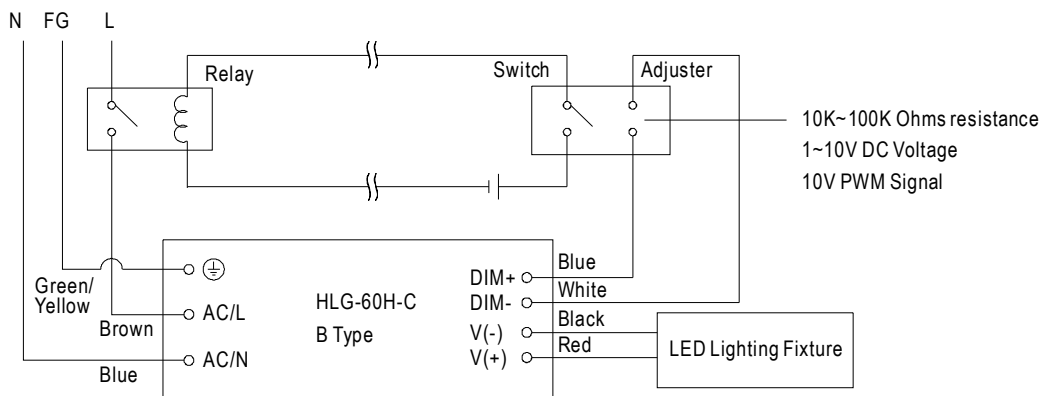 N FG L
Relay
Switch
Adjuster
10K~100K Ohms resistance
1~10V DC Voltage
10V PWM Signal
Green/
Yellow
Brown
Blue
AC/L
AC/N
HLG-60H-C
B Type
DIM+
DIM-
V(-)
V(+)
Blue
White
Black
Red
LED Lighting Fixture